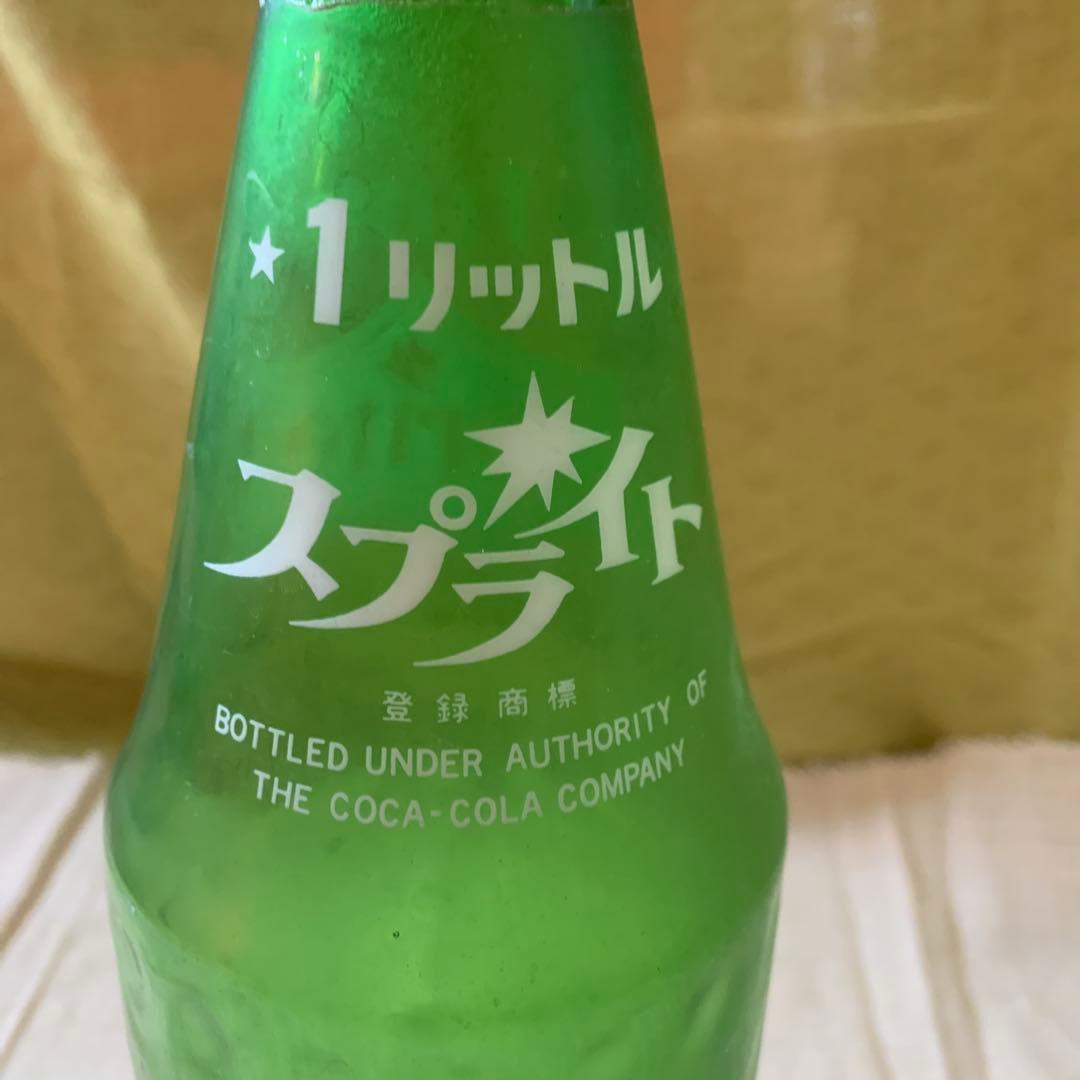 1リットル
スプライト
登録商標
BOTTLED UNDER AUTHORITY OF
THE COCA-COLA COMPANY